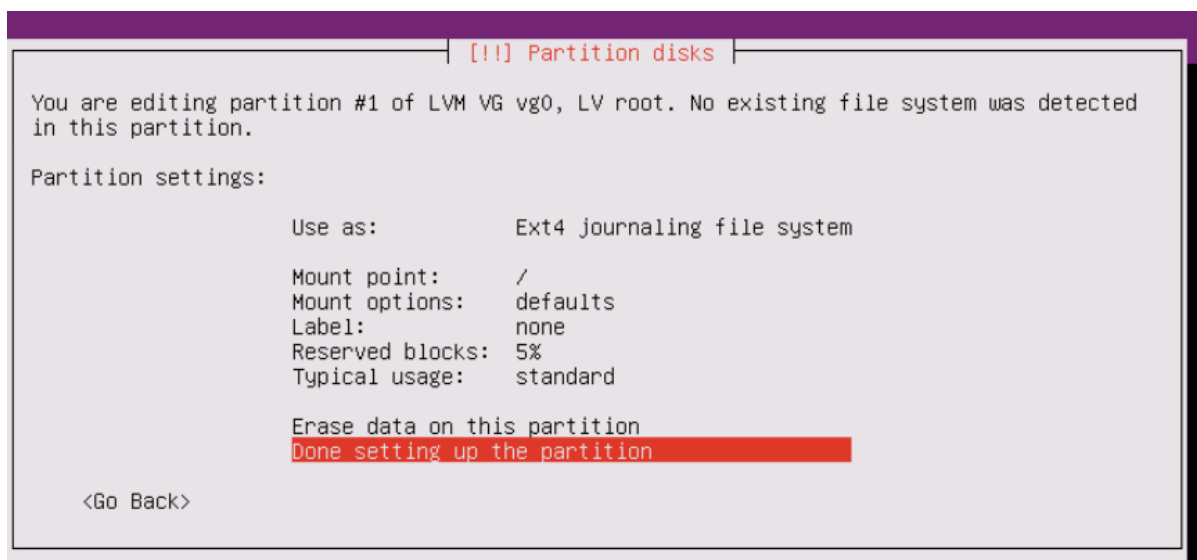 [!!] Partition disks
You are editing partition #1 of LVM VG vg0, LV root. No existing file system was detected
in this partition.
Partition settings:
Use as: Ext4 journaling file system
Mount point: /
Mount options: defaults
Label: none
Reserved blocks: 5%
Typical usage: standard
Erase data on this partition
Done setting up the partition
<Go Back>